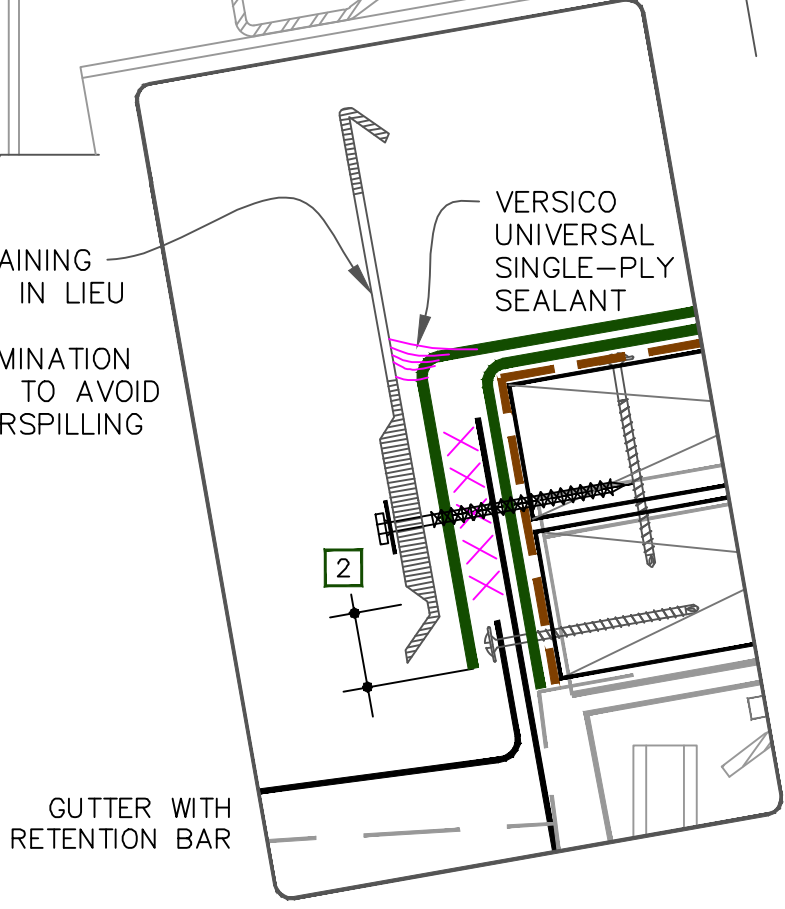 VERSICO
UNIVERSAL
SINGLE-PLY
SEALANT
AINING
IN LIEU
MINATION
TO AVOID
RSPILLING
2
GUTTER WITH
RETENTION BAR